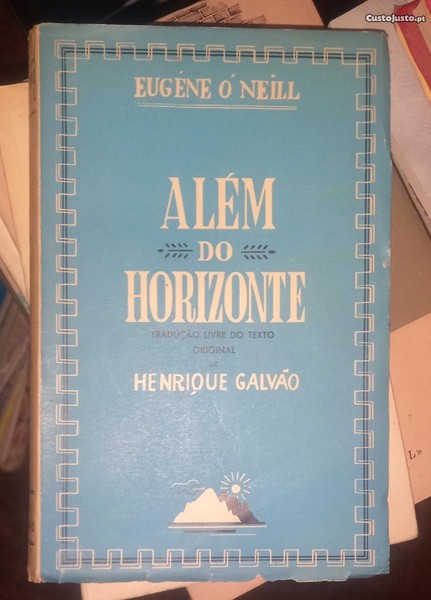 Custojusto.pt
EUGÉNE O'NEILL
ALÉM
DO
HORIZONTE
TRADUÇÃO LIVRE DO TEXTO
ORIGINAL
DE
HENRIQUE GALVÃO